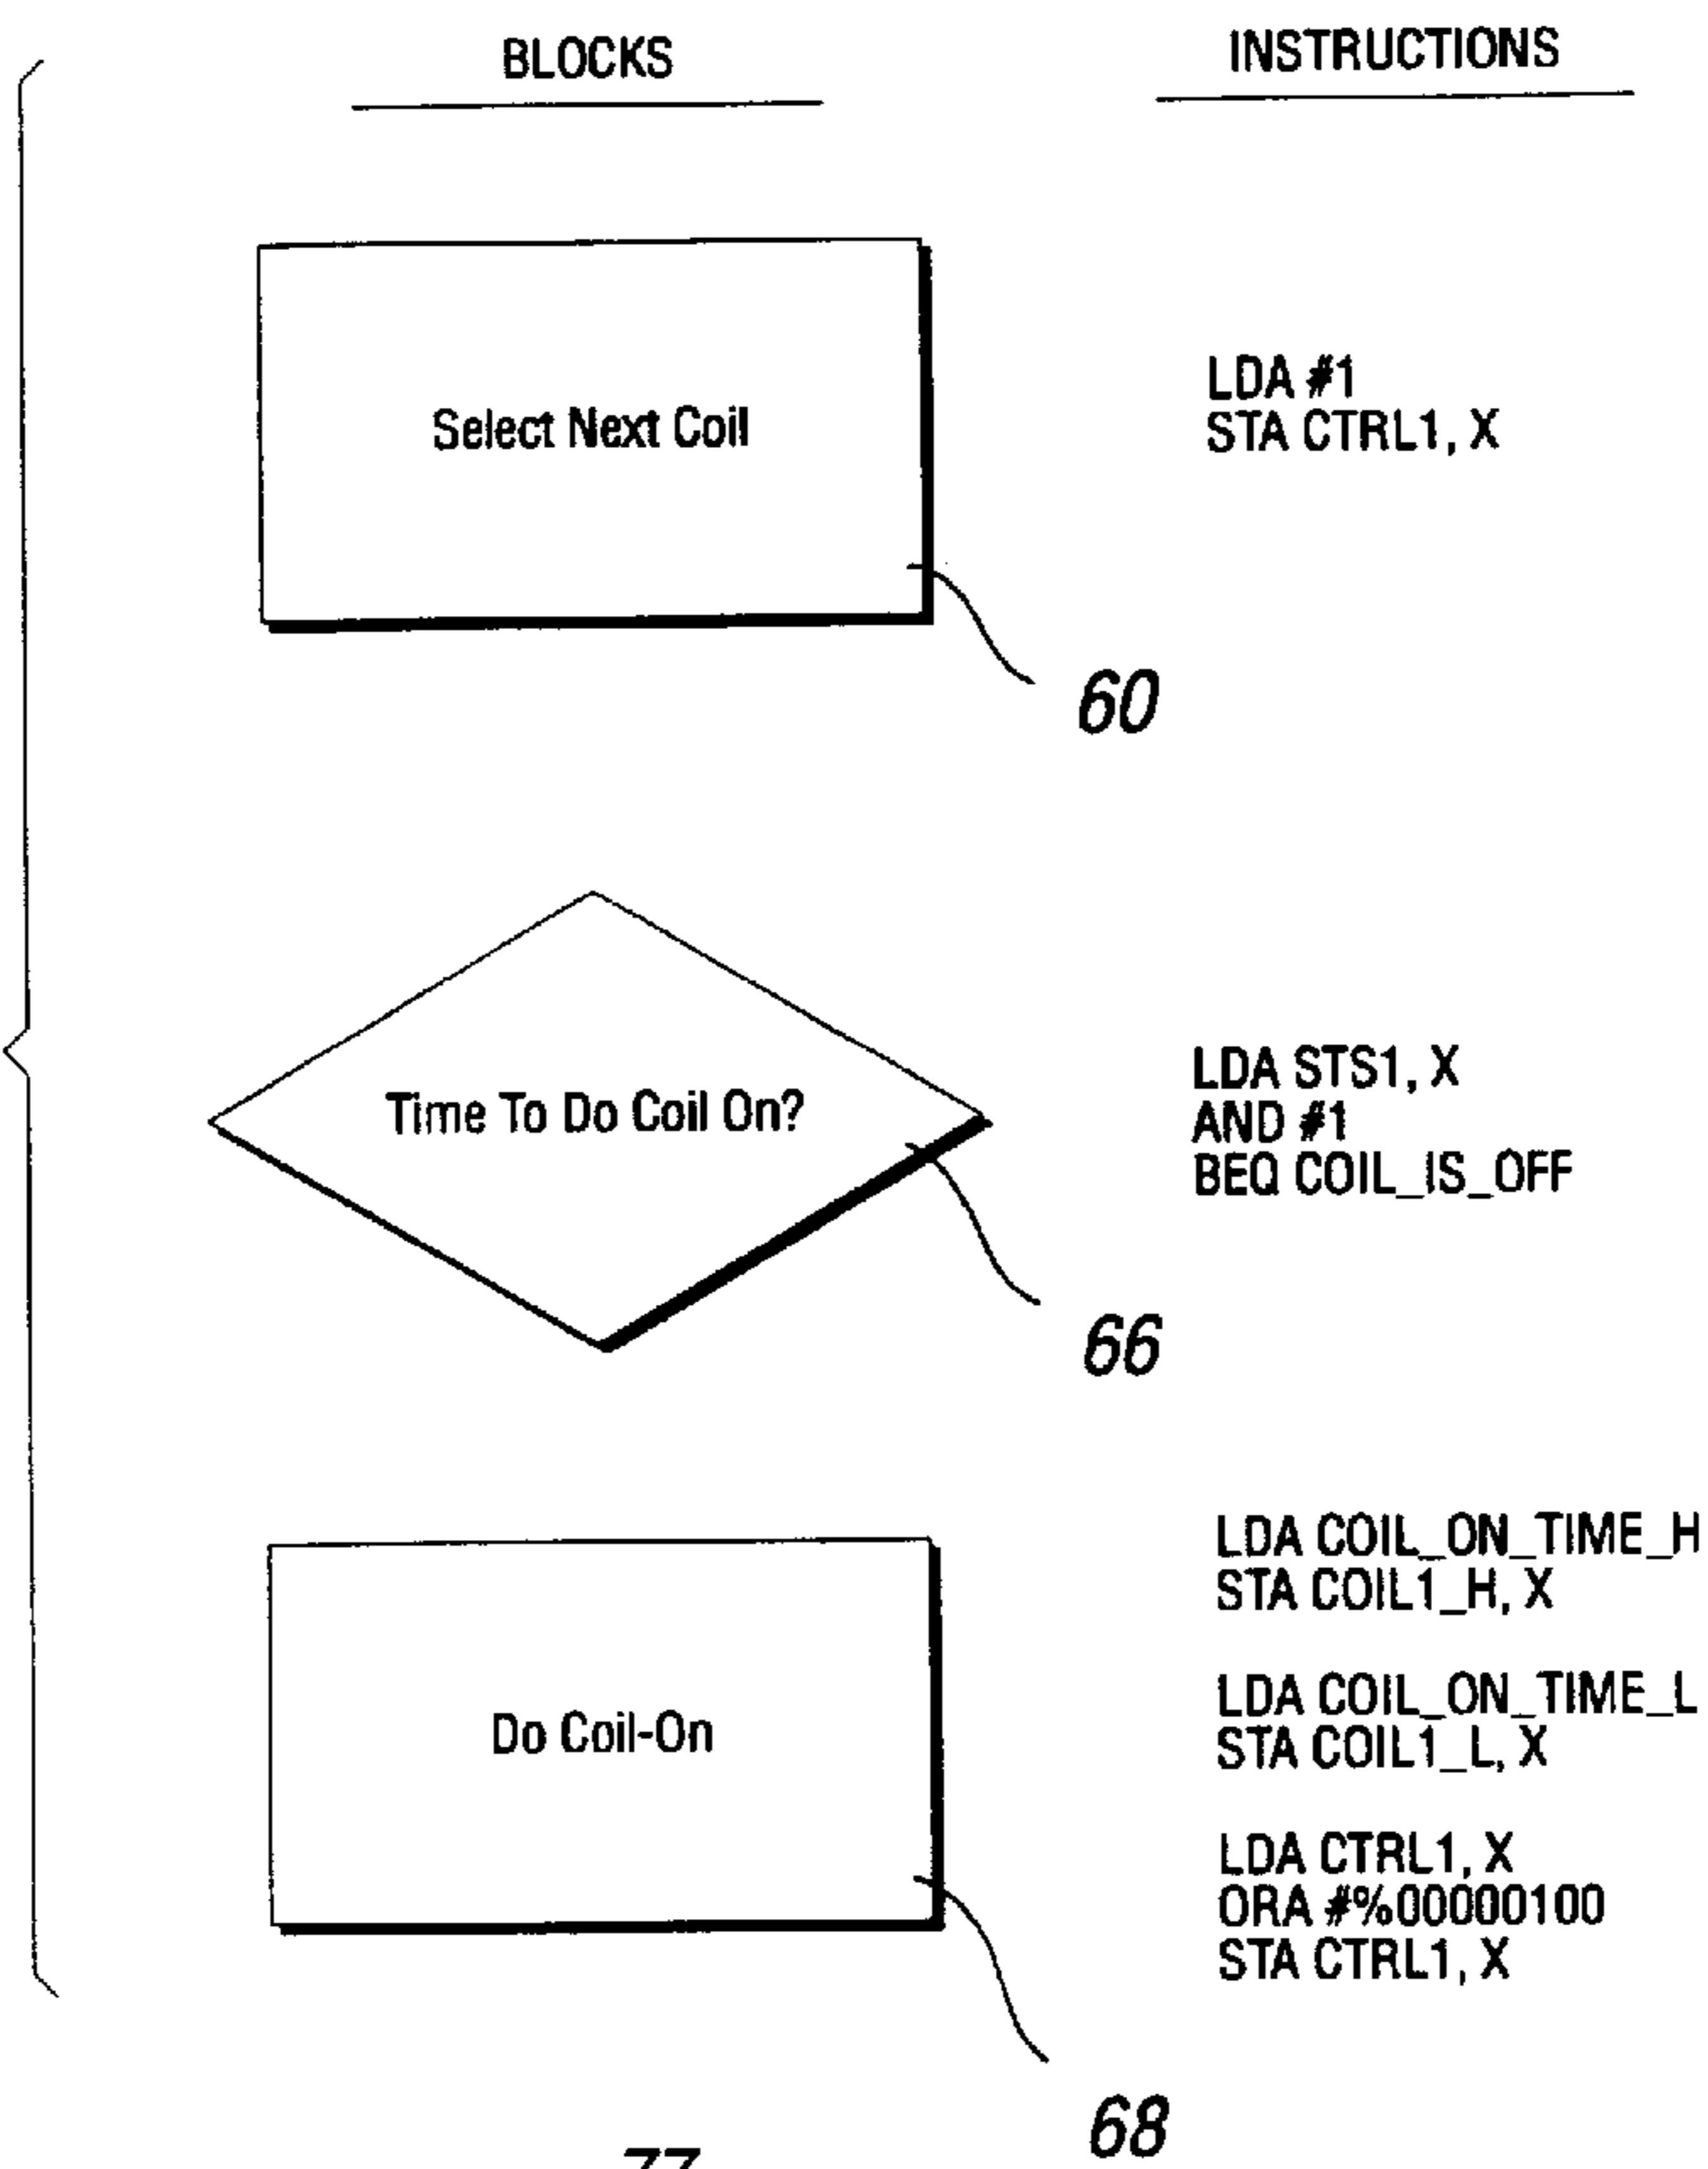 BLOCKS
INSTRUCTIONS
Select Next Coil
LDA #1
STA CTRL1, X
60
Time To Do Coil On?
LDA STS1, X
AND #1
BEQ COIL_IS_OFF
66
Do Coil-On
LDA COIL_ON_TIME_H
STA COIL1_H, X
LDA COIL_ON_TIME_L
STA COIL1_L, X
LDA CTRL1, X
ORA #%00000100
STA CTRL1, X
68